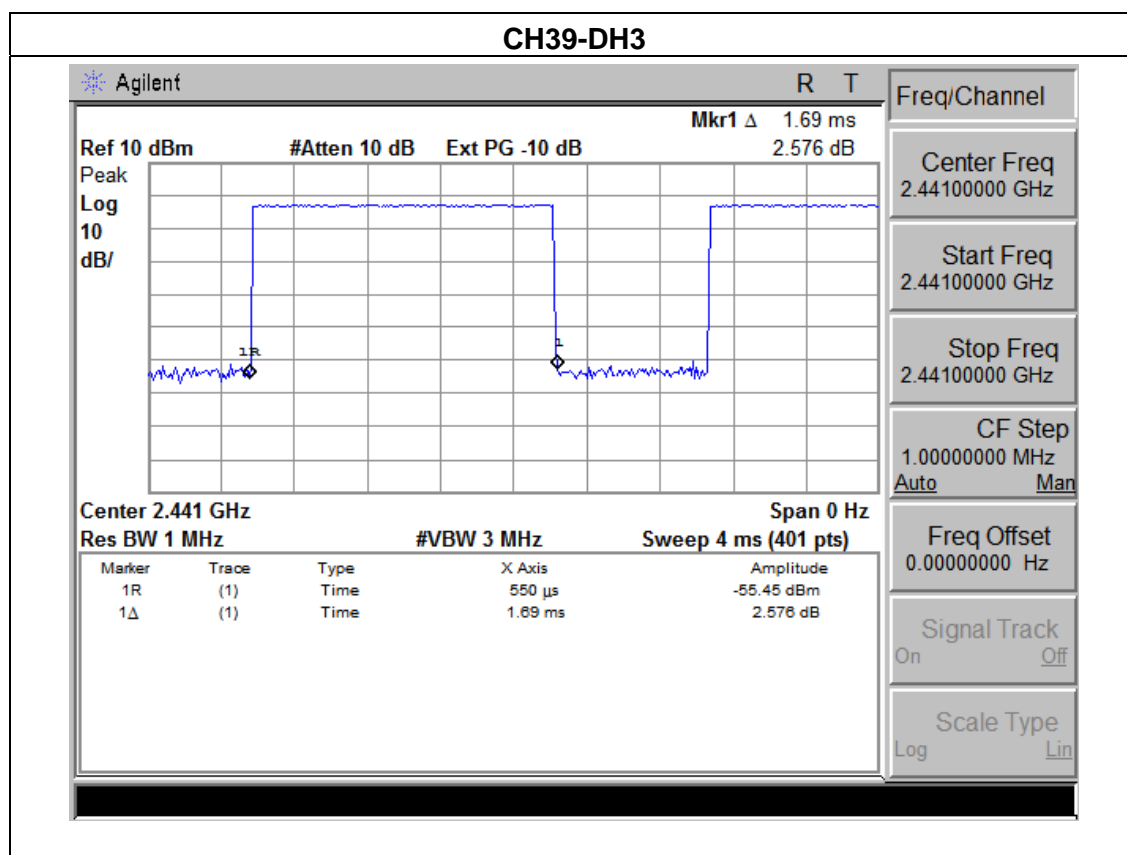 CH39-DH3
Agilent R T
Freq/Channel
Mkr1 Δ 1.69 ms
Ref 10 dBm #Atten 10 dB Ext PG -10 dB 2.576 dB
Peak
Log
10
dB/
1R
1
Center 2.441 GHz Span 0 Hz
Res BW 1 MHz #VBW 3 MHz Sweep 4 ms (401 pts)
Marker Trace Type X Axis Amplitude
1R (1) Time 550 μs -55.45 dBm
1Δ (1) Time 1.69 ms 2.576 dB
Center Freq
2.44100000 GHz
Start Freq
2.44100000 GHz
Stop Freq
2.44100000 GHz
CF Step
1.00000000 MHz
Auto Man
Freq Offset
0.00000000 Hz
Signal Track
On Off
Scale Type
Log Lin